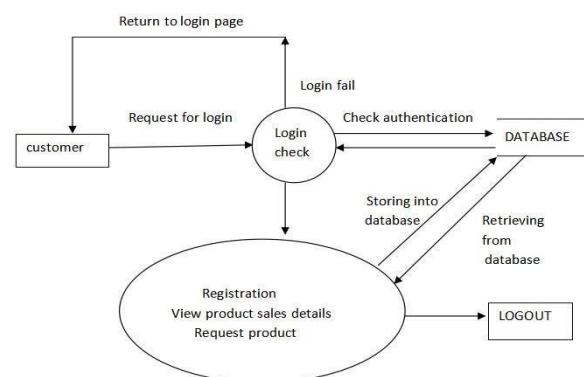 Return to login page
Login fail
Request for login
Check authentication
customer
Login
check
DATABASE
Storing into
database
Retrieving
from
database
Registration
View product sales details
Request product
LOGOUT